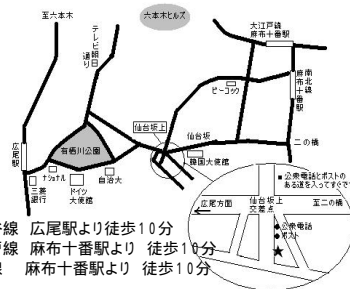 至六本木
六本木ヒルズ
テレビ朝日通り
大江戸線
麻布十番駅
南北線
麻布十番駅
ピーコック
仙台坂上
仙台坂
二の橋
有栖川公園
韓国大使館
広尾駅
ナショナル
自治大
三菱
銀行
ドイツ
大使館
■公衆電話とポストの
ある道を入ってすぐです
広尾方面
仙台坂上
交差点
至二の橋
公衆電話
ポスト
線 広尾駅より徒歩10分
戸線 麻布十番駅より 徒歩10分
線 麻布十番駅より 徒歩10分